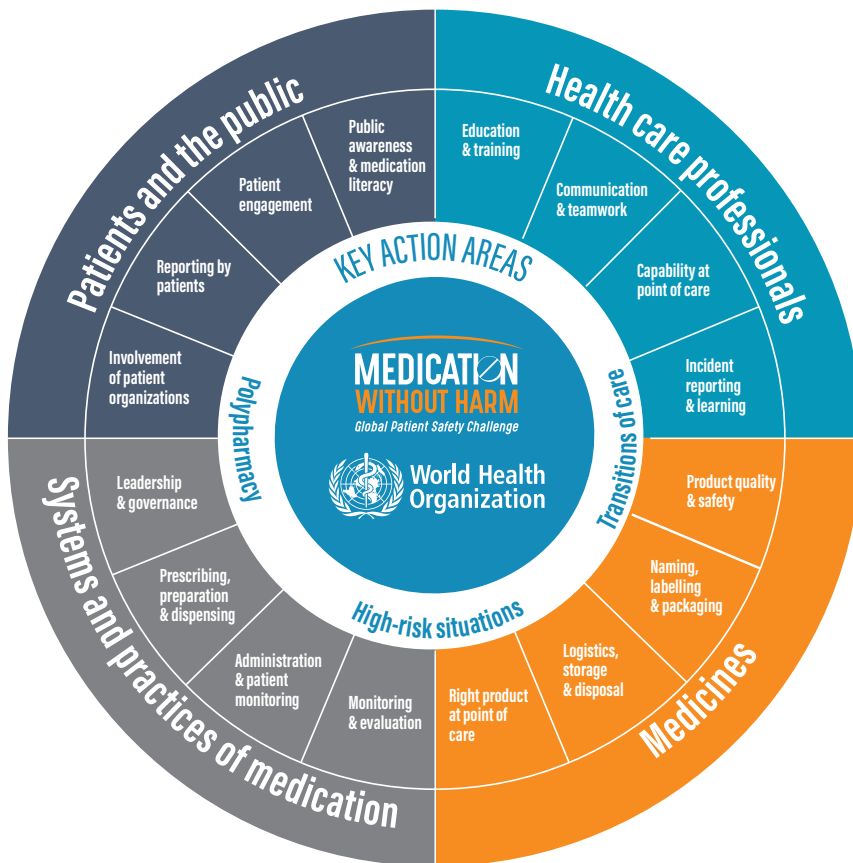 Patients and the public
Public
awareness
& medication
literacy
Patient
engagement
Reporting by
patients
Involvement
of patient
organizations
Health care professionals
Education
& training
Communication
& teamwork
Capability at
point of care
Incident
reporting
& learning
KEY ACTION AREAS
Polypharmacy
Transitions of care
High-risk situations
MEDICATION
WITHOUT HARM
Global Patient Safety Challenge
World Health
Organization
Systems and practices of medication
Leadership
& governance
Prescribing,
preparation
& dispensing
Administration
& patient
monitoring
Monitoring
& evaluation
Medicines
Product quality
& safety
Naming,
labelling
& packaging
Logistics,
storage
& disposal
Right product
at point of
care